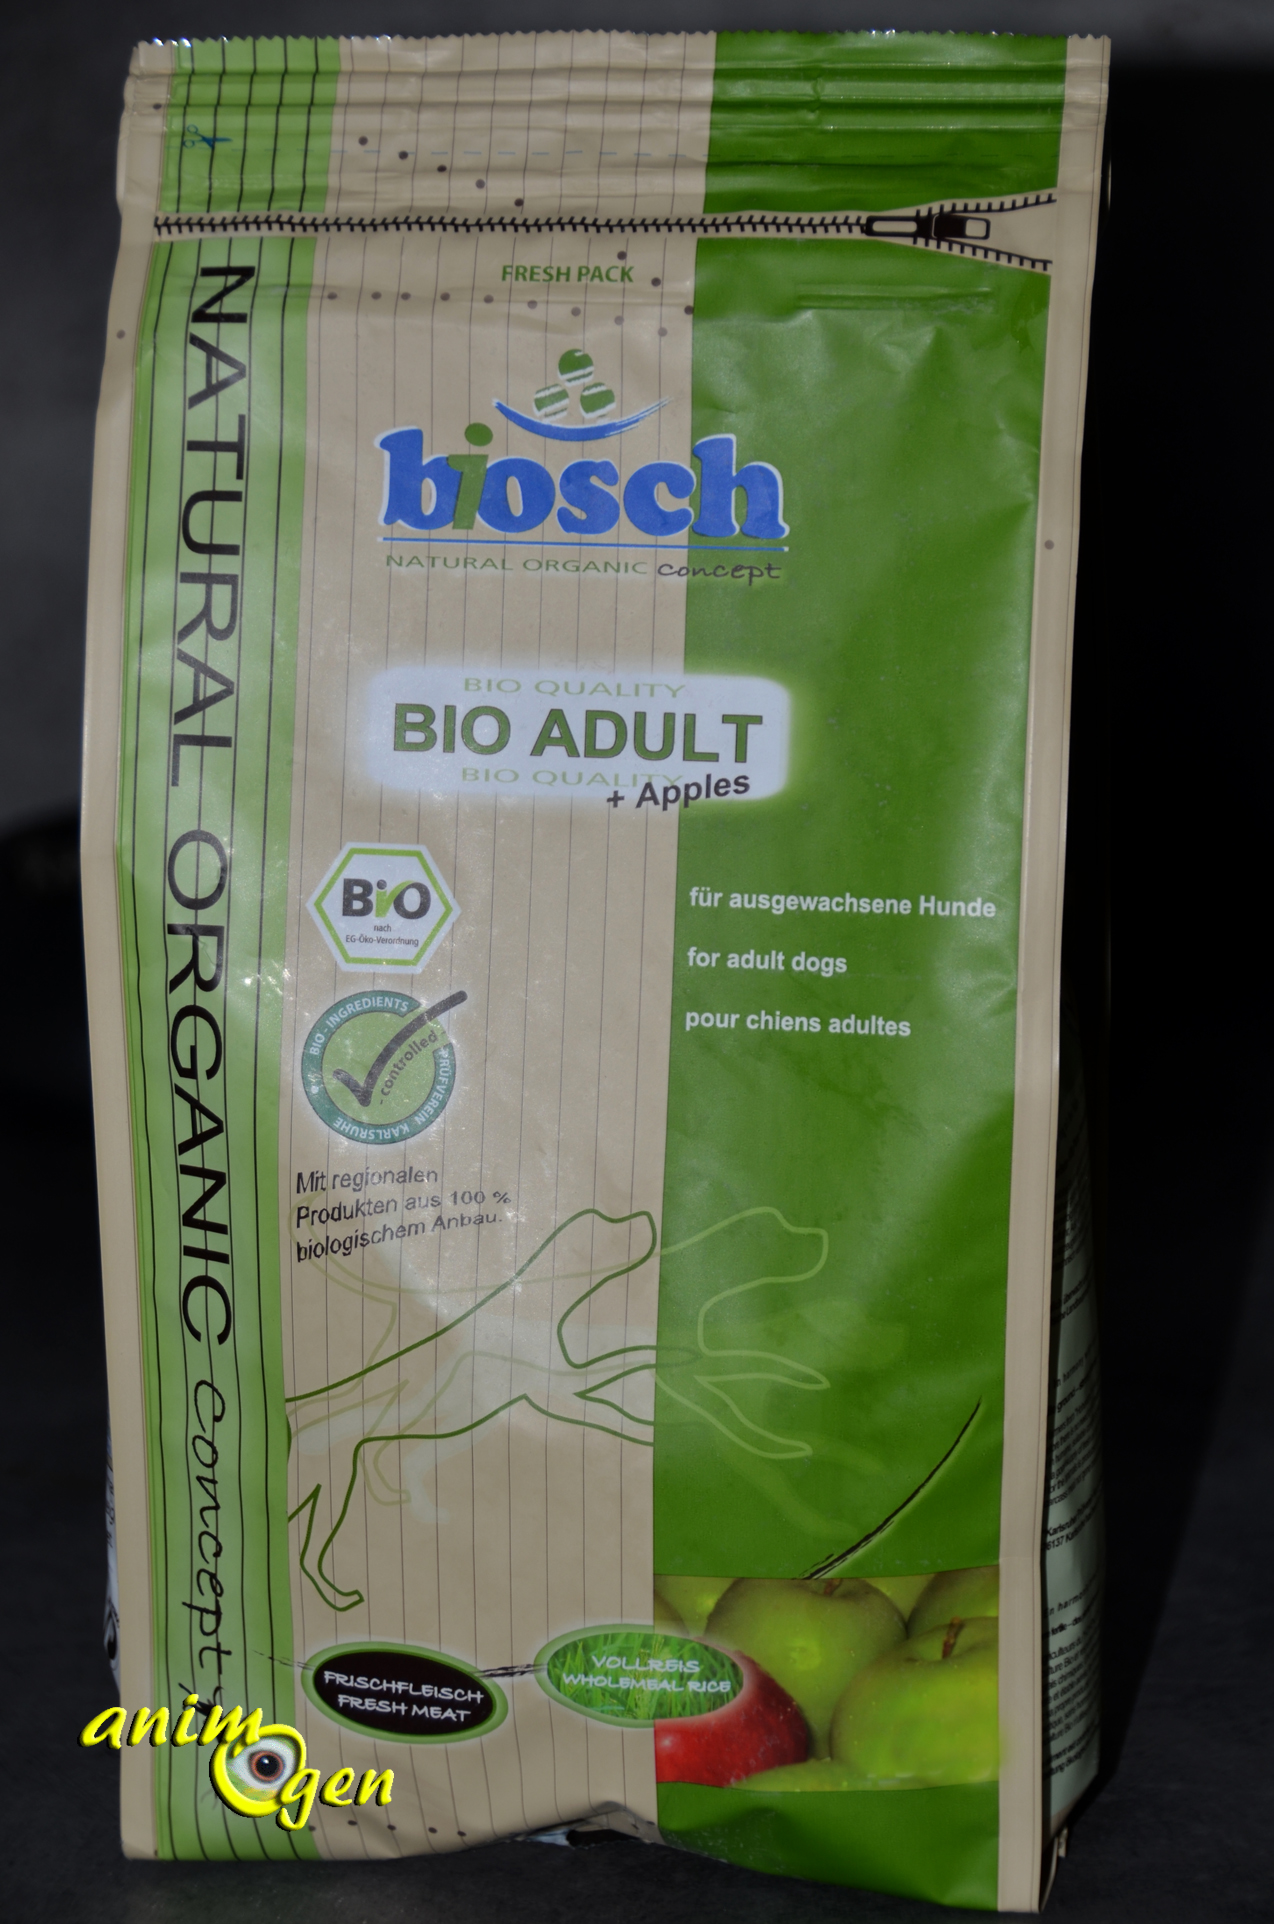 FRESH PACK
biosch
NATURAL ORGANIC concept
NATURAL ORGANIC concept
BIO QUALITY
BIO ADULT
BIO QUALITY
+ Apples
BiO
nach
EG-Öko-Verordnung
BIO-INGREDIENTS
- controlled -
PRÜFVEREIN KARLSRUHE
für ausgewachsene Hunde
for adult dogs
pour chiens adultes
Mit regionalen
Produkten aus 100 %
biologischem Anbau.
FRISCHFLEISCH
FRESH MEAT
VOLLREIS
WHOLEMEAL RICE
animogen